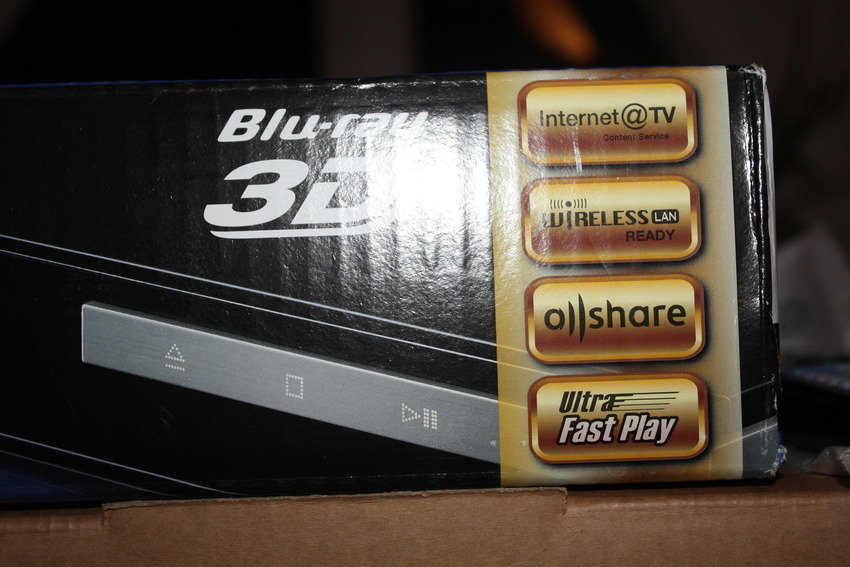 Blu-ray
3D
Internet@TV
Content Service
WiRELESS LAN
READY
allshare
Ultra
Fast Play